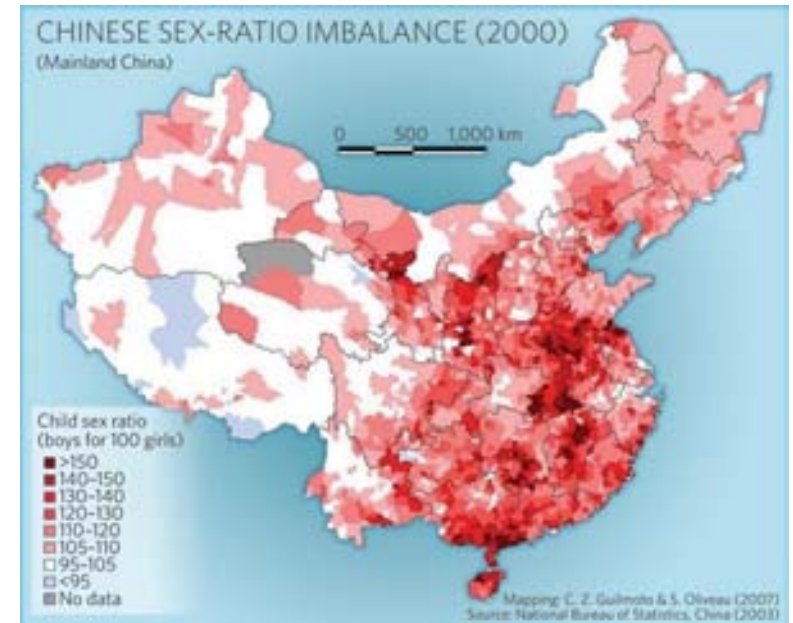 CHINESE SEX-RATIO IMBALANCE (2000)
(Mainland China)
0 500 1,000 km
Child sex ratio
(boys for 100 girls)
>150
140–150
130–140
120–130
110–120
105–110
95–105
<95
No data
Mapping: C. Z. Guilmoto & S. Oliveau (2007)
Source: National Bureau of Statistics, China (2003)